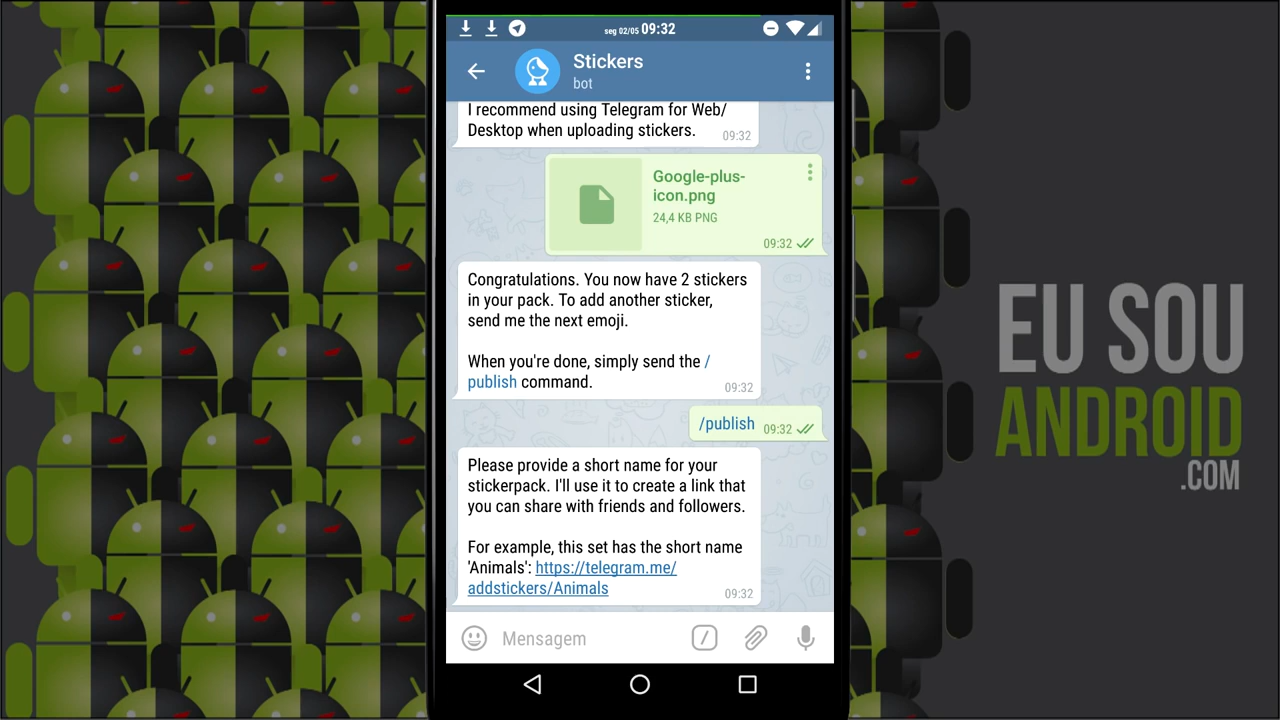 seg 02/05 09:32
Stickers
bot
I recommend using Telegram for Web/
Desktop when uploading stickers.
09:32
Google-plus-
icon.png
24,4 KB PNG
09:32
Congratulations. You now have 2 stickers
in your pack. To add another sticker,
send me the next emoji.
When you're done, simply send the /
publish command.
09:32
/publish
09:32
Please provide a short name for your
stickerpack. I'll use it to create a link that
you can share with friends and followers.
For example, this set has the short name
'Animals': https://telegram.me/
addstickers/Animals
09:32
Mensagem
EU SOU
ANDROID
.COM